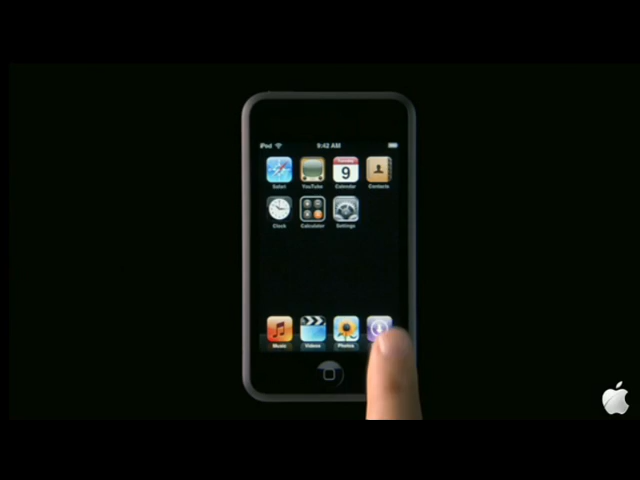 iPod 9:42 AM
Safari YouTube Calendar Contacts
9
Clock Calculator Settings
Music Videos Photos